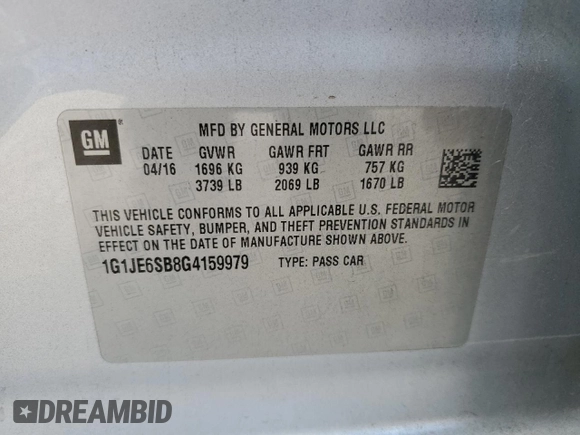 GM
MFD BY GENERAL MOTORS LLC
DATE GVWR GAWR FRT GAWR RR
04/16 1696 KG 939 KG 757 KG
3739 LB 2069 LB 1670 LB
THIS VEHICLE CONFORMS TO ALL APPLICABLE U.S. FEDERAL MOTOR
VEHICLE SAFETY, BUMPER, AND THEFT PREVENTION STANDARDS IN
EFFECT ON THE DATE OF MANUFACTURE SHOWN ABOVE.
1G1JE6SB8G4159979 TYPE: PASS CAR
DREAMBID